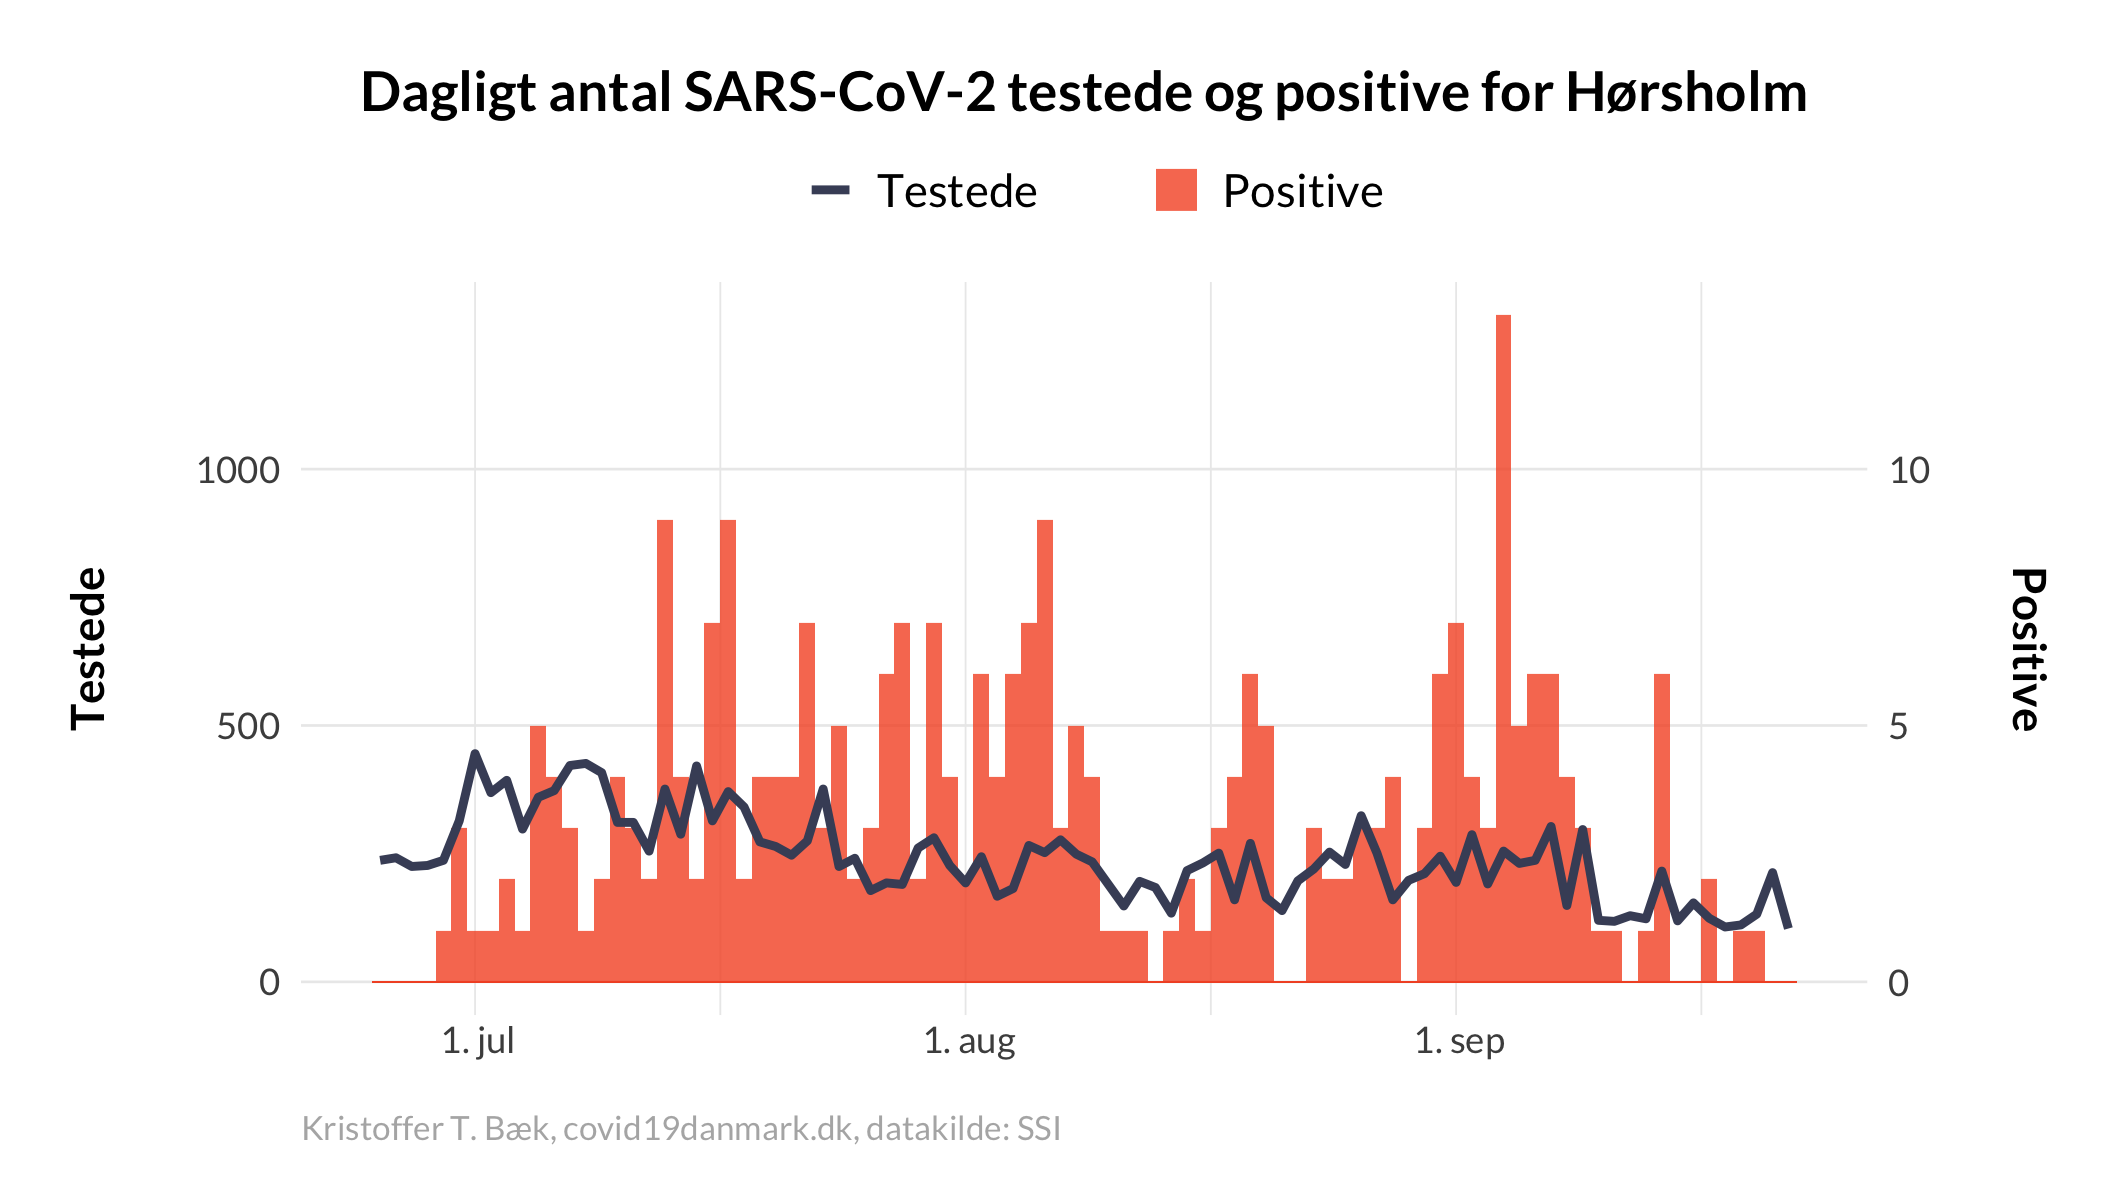 Dagligt antal SARS-CoV-2 testede og positive for Hørsholm
Testede
Positive
1000
500
0
Testede
10
5
0
Positive
1. jul
1. aug
1. sep
Kristoffer T. Bæk, covid19danmark.dk, datakilde: SSI